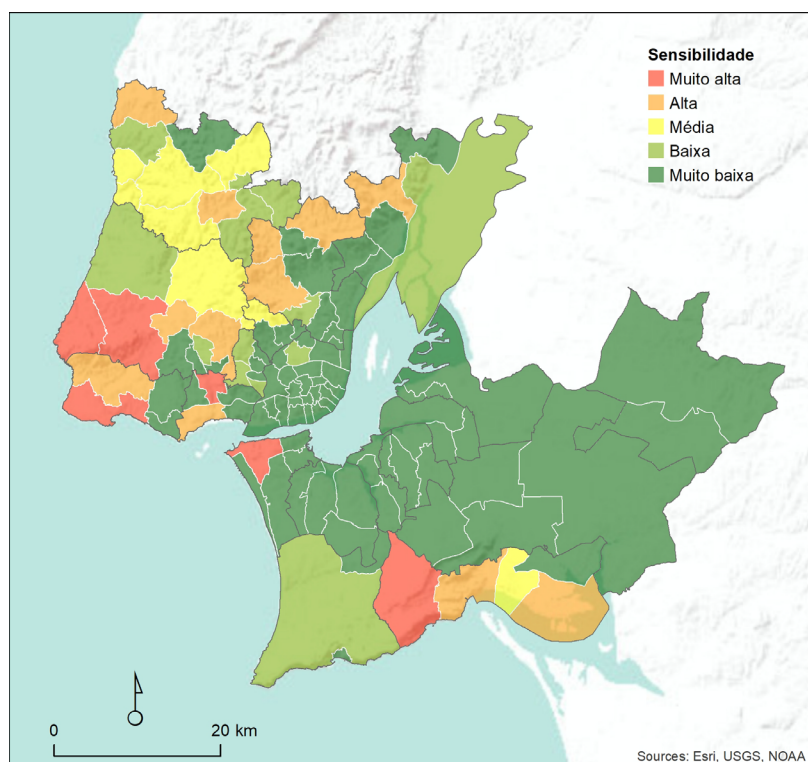 Sensibilidade
Muito alta
Alta
Média
Baixa
Muito baixa
0 20 km
Sources: Esri, USGS, NOAA